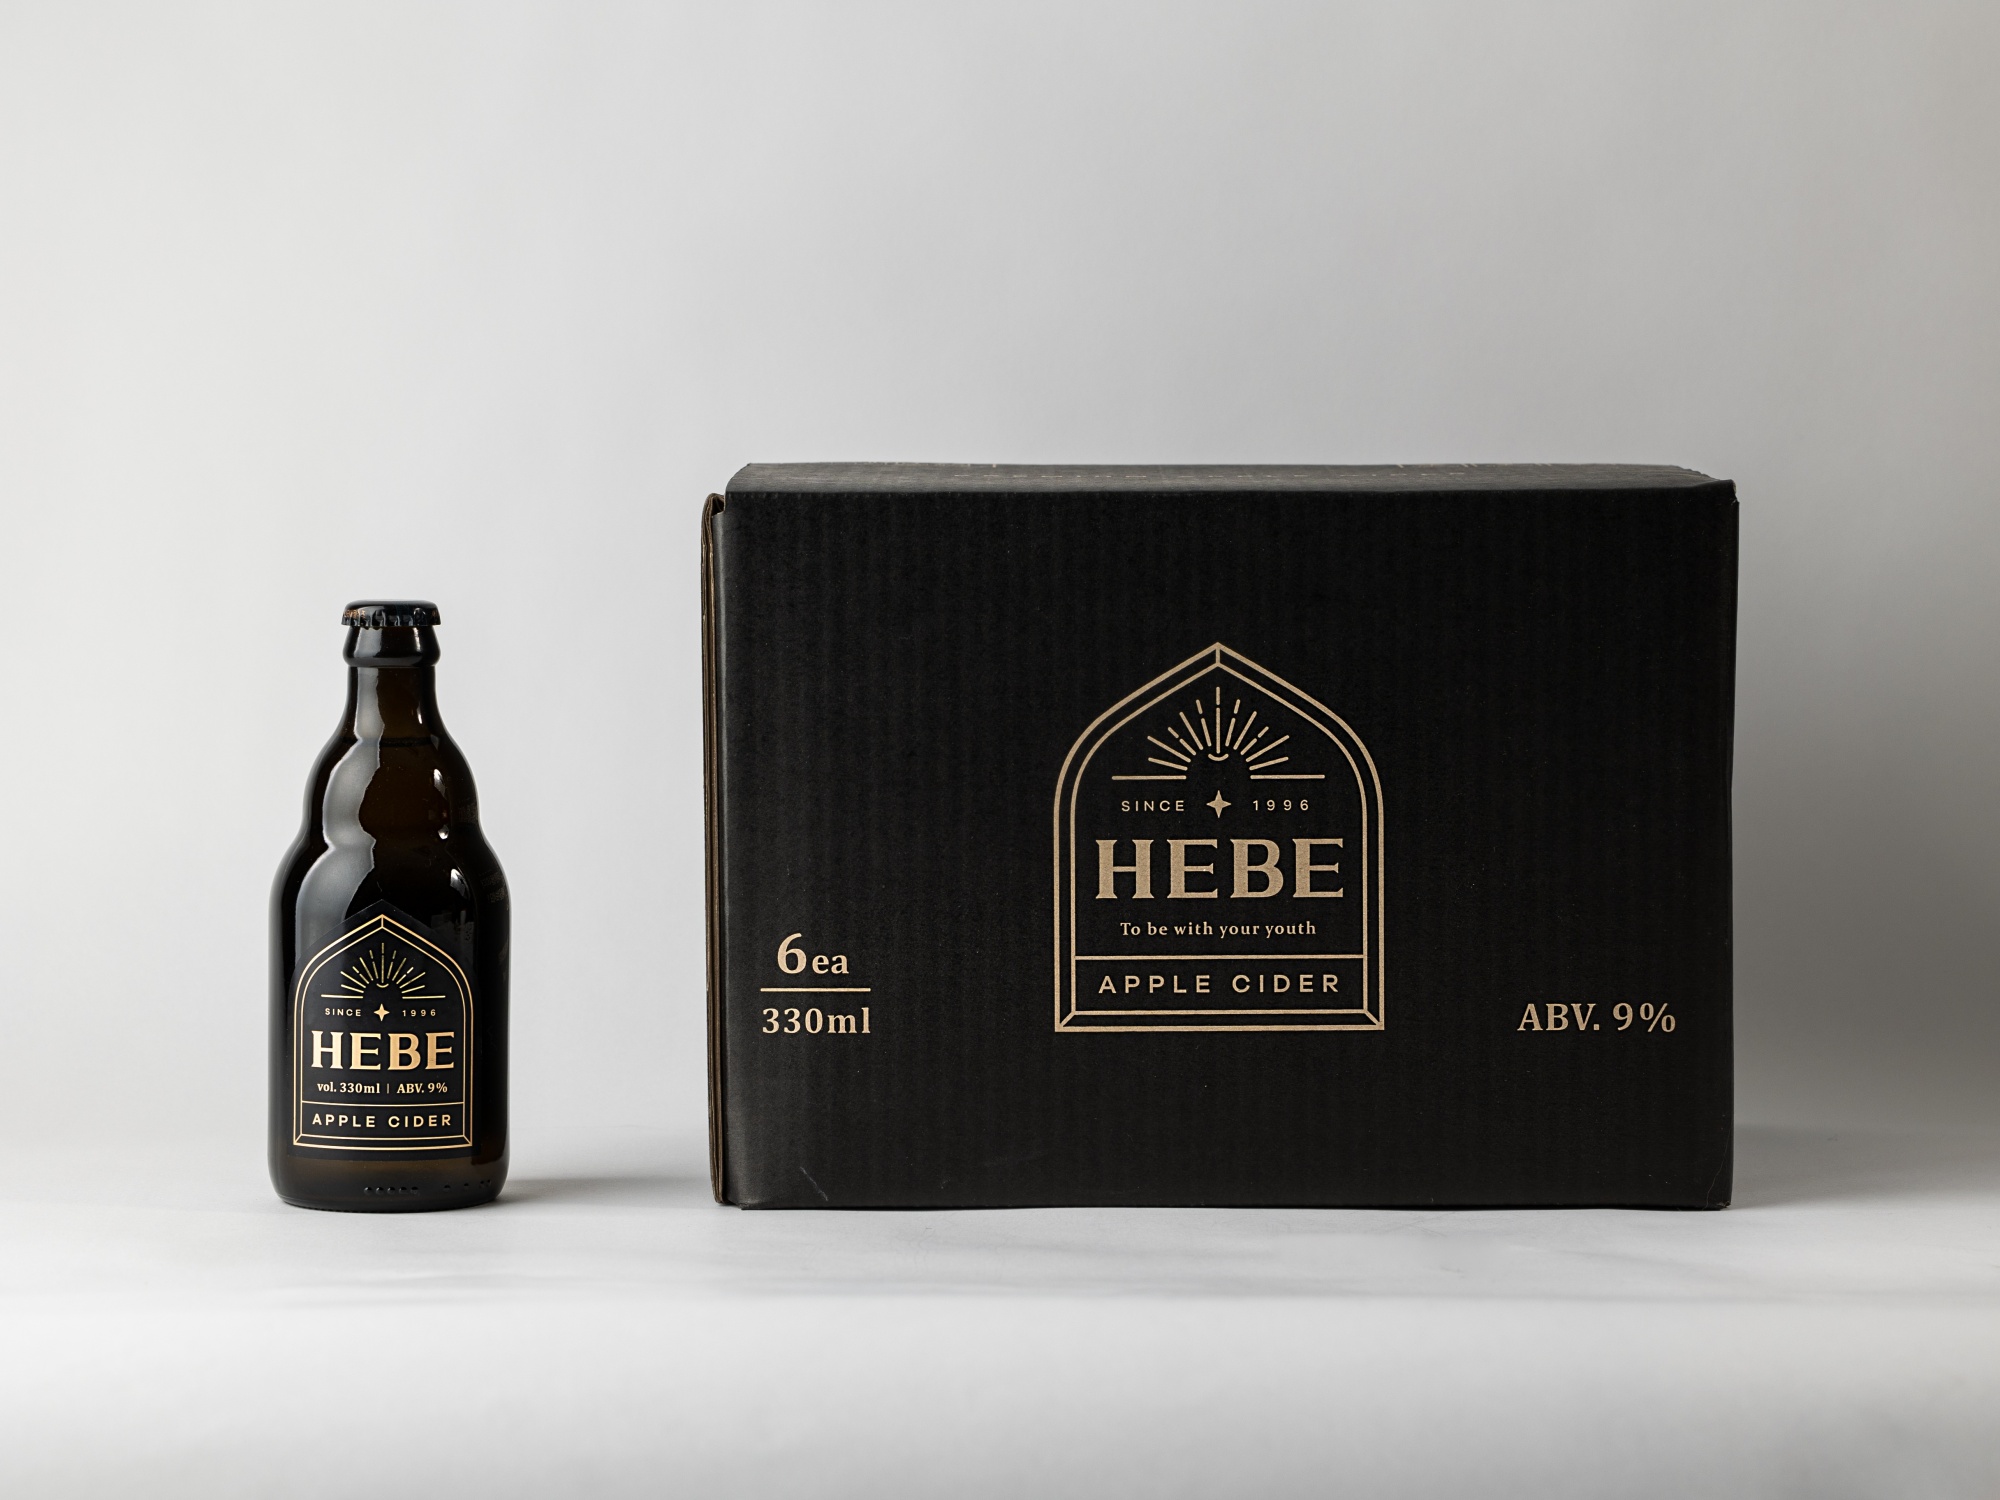 SINCE 1996
HEBE
vol. 330ml | ABV. 9%
APPLE CIDER
SINCE 1996
HEBE
To be with your youth
APPLE CIDER
6ea
330ml
ABV. 9%